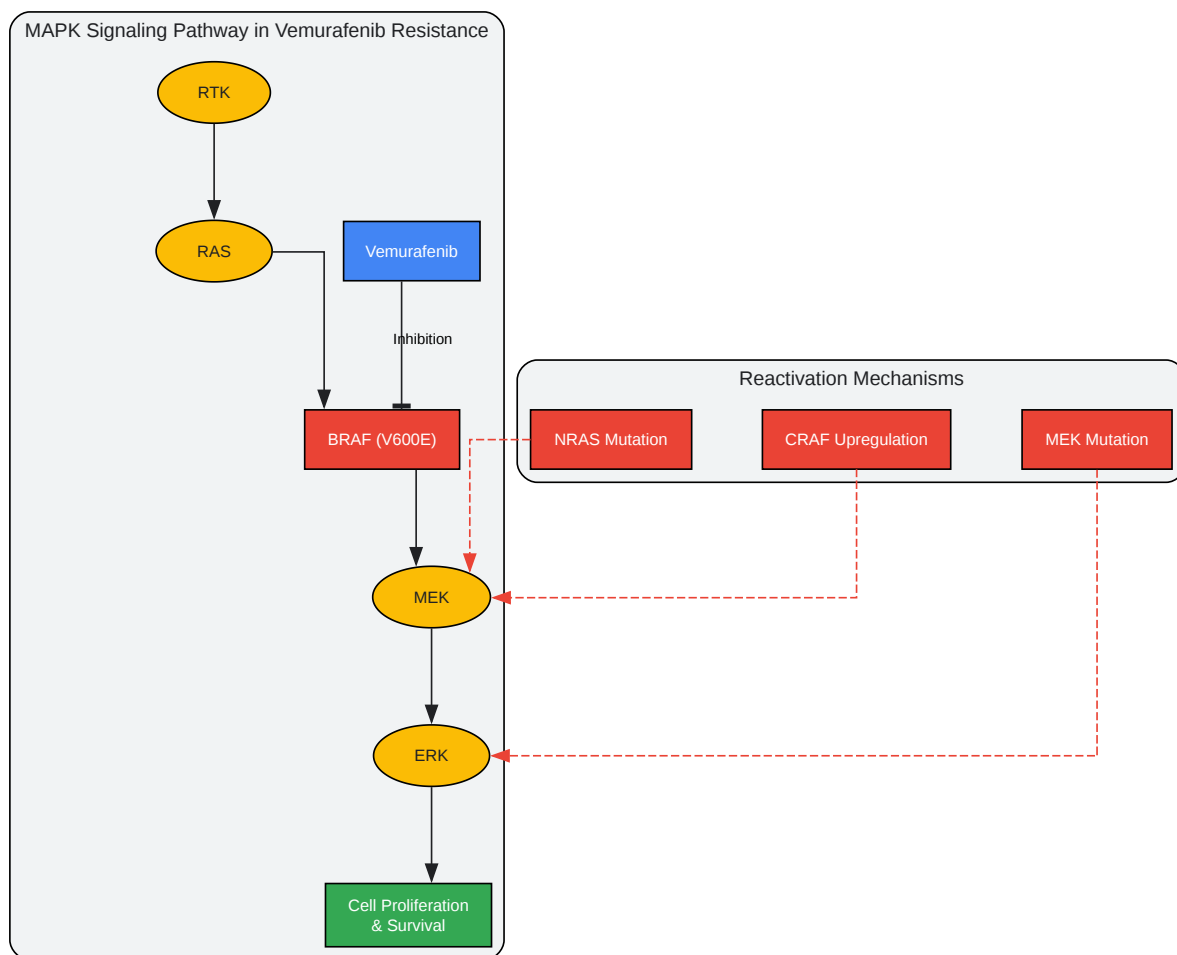 MAPK Signaling Pathway in Vemurafenib Resistance
RTK
RAS
Vemurafenib
Inhibition
Reactivation Mechanisms
BRAF (V600E)
NRAS Mutation
CRAF Upregulation
MEK Mutation
MEK
ERK
Cell Proliferation
& Survival